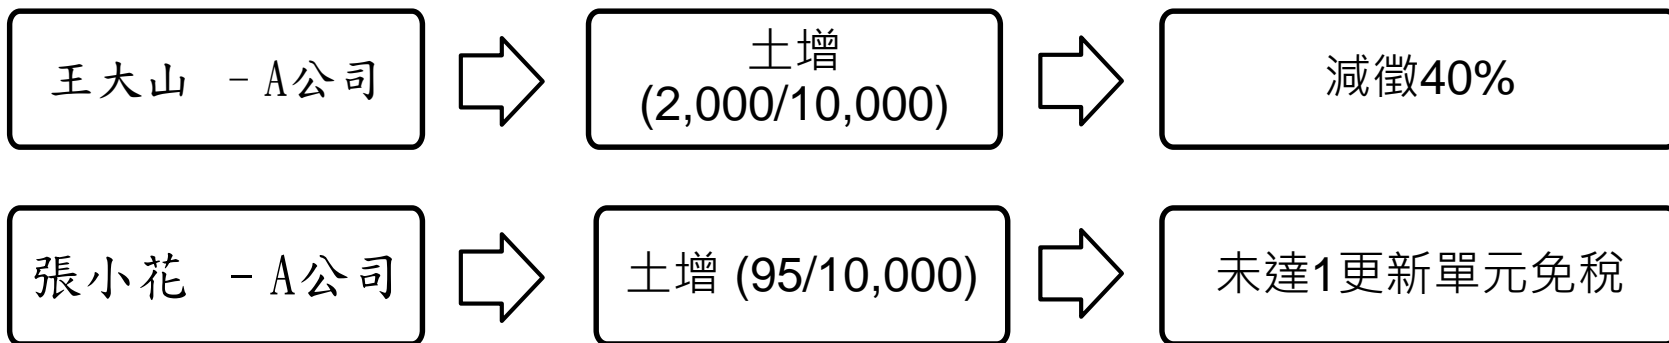 王大山 -A公司
土增
(2,000/10,000)
減徵40%
張小花 -A公司
土增 (95/10,000)
未達1更新單元免稅